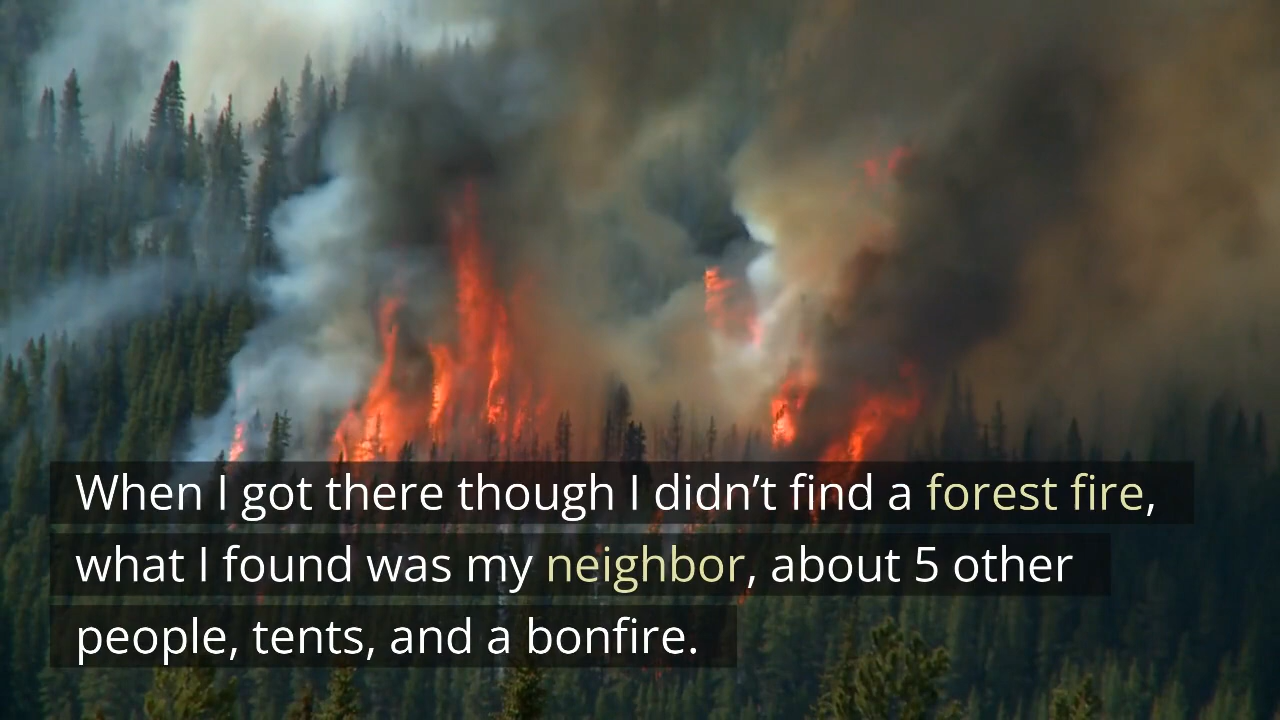 When I got there though I didn’t find a forest fire,
what I found was my neighbor, about 5 other
people, tents, and a bonfire.